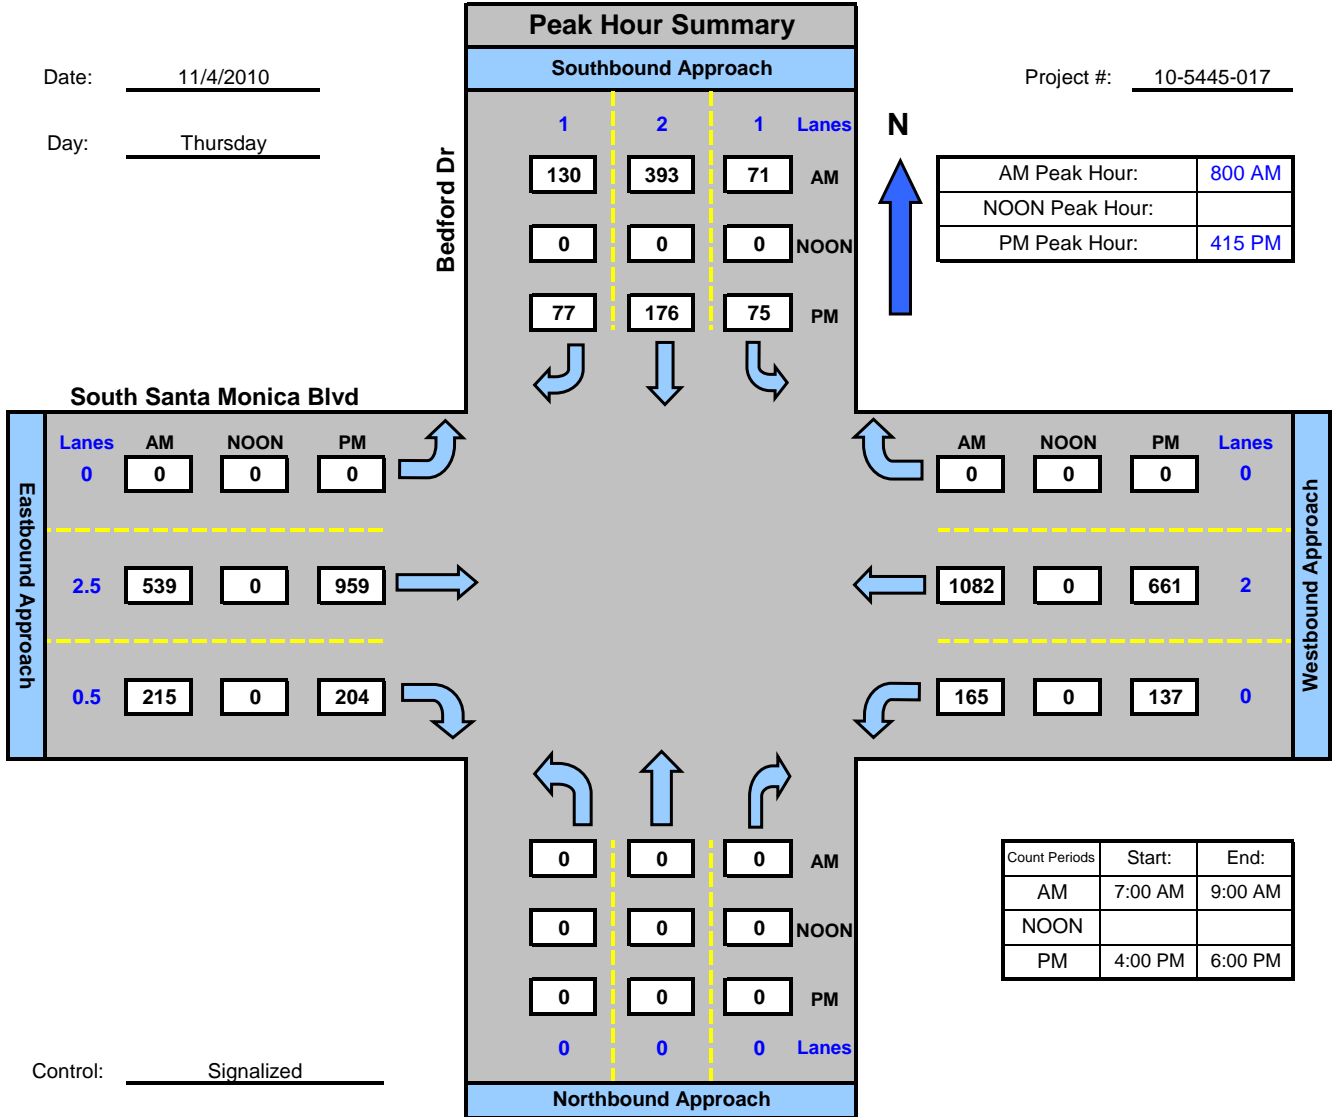 Peak Hour Summary
Southbound Approach
Date: 11/4/2010
Project #: 10-5445-017
Day: Thursday
Bedford Dr
1 2 1 Lanes
130 393 71 AM
0 0 0 NOON
77 176 75 PM
N
AM Peak Hour: 800 AM
NOON Peak Hour:
PM Peak Hour: 415 PM
South Santa Monica Blvd
Eastbound Approach
Lanes AM NOON PM
0 0 0 0
2.5 539 0 959
0.5 215 0 204
AM NOON PM Lanes
0 0 0 0
1082 0 661 2
165 0 137 0
Westbound Approach
0 0 0 AM
0 0 0 NOON
0 0 0 PM
0 0 0 Lanes
Northbound Approach
Count Periods Start: End:
AM 7:00 AM 9:00 AM
NOON
PM 4:00 PM 6:00 PM
Control: Signalized